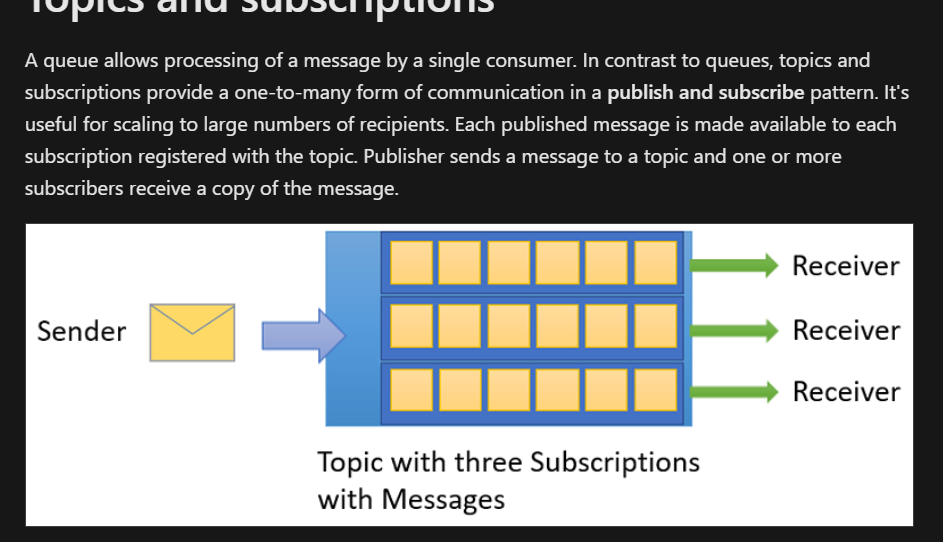 Topics and subscriptions
A queue allows processing of a message by a single consumer. In contrast to queues, topics and
subscriptions provide a one-to-many form of communication in a publish and subscribe pattern. It's
useful for scaling to large numbers of recipients. Each published message is made available to each
subscription registered with the topic. Publisher sends a message to a topic and one or more
subscribers receive a copy of the message.
Receiver
Sender
Receiver
Receiver
Topic with three Subscriptions
with Messages